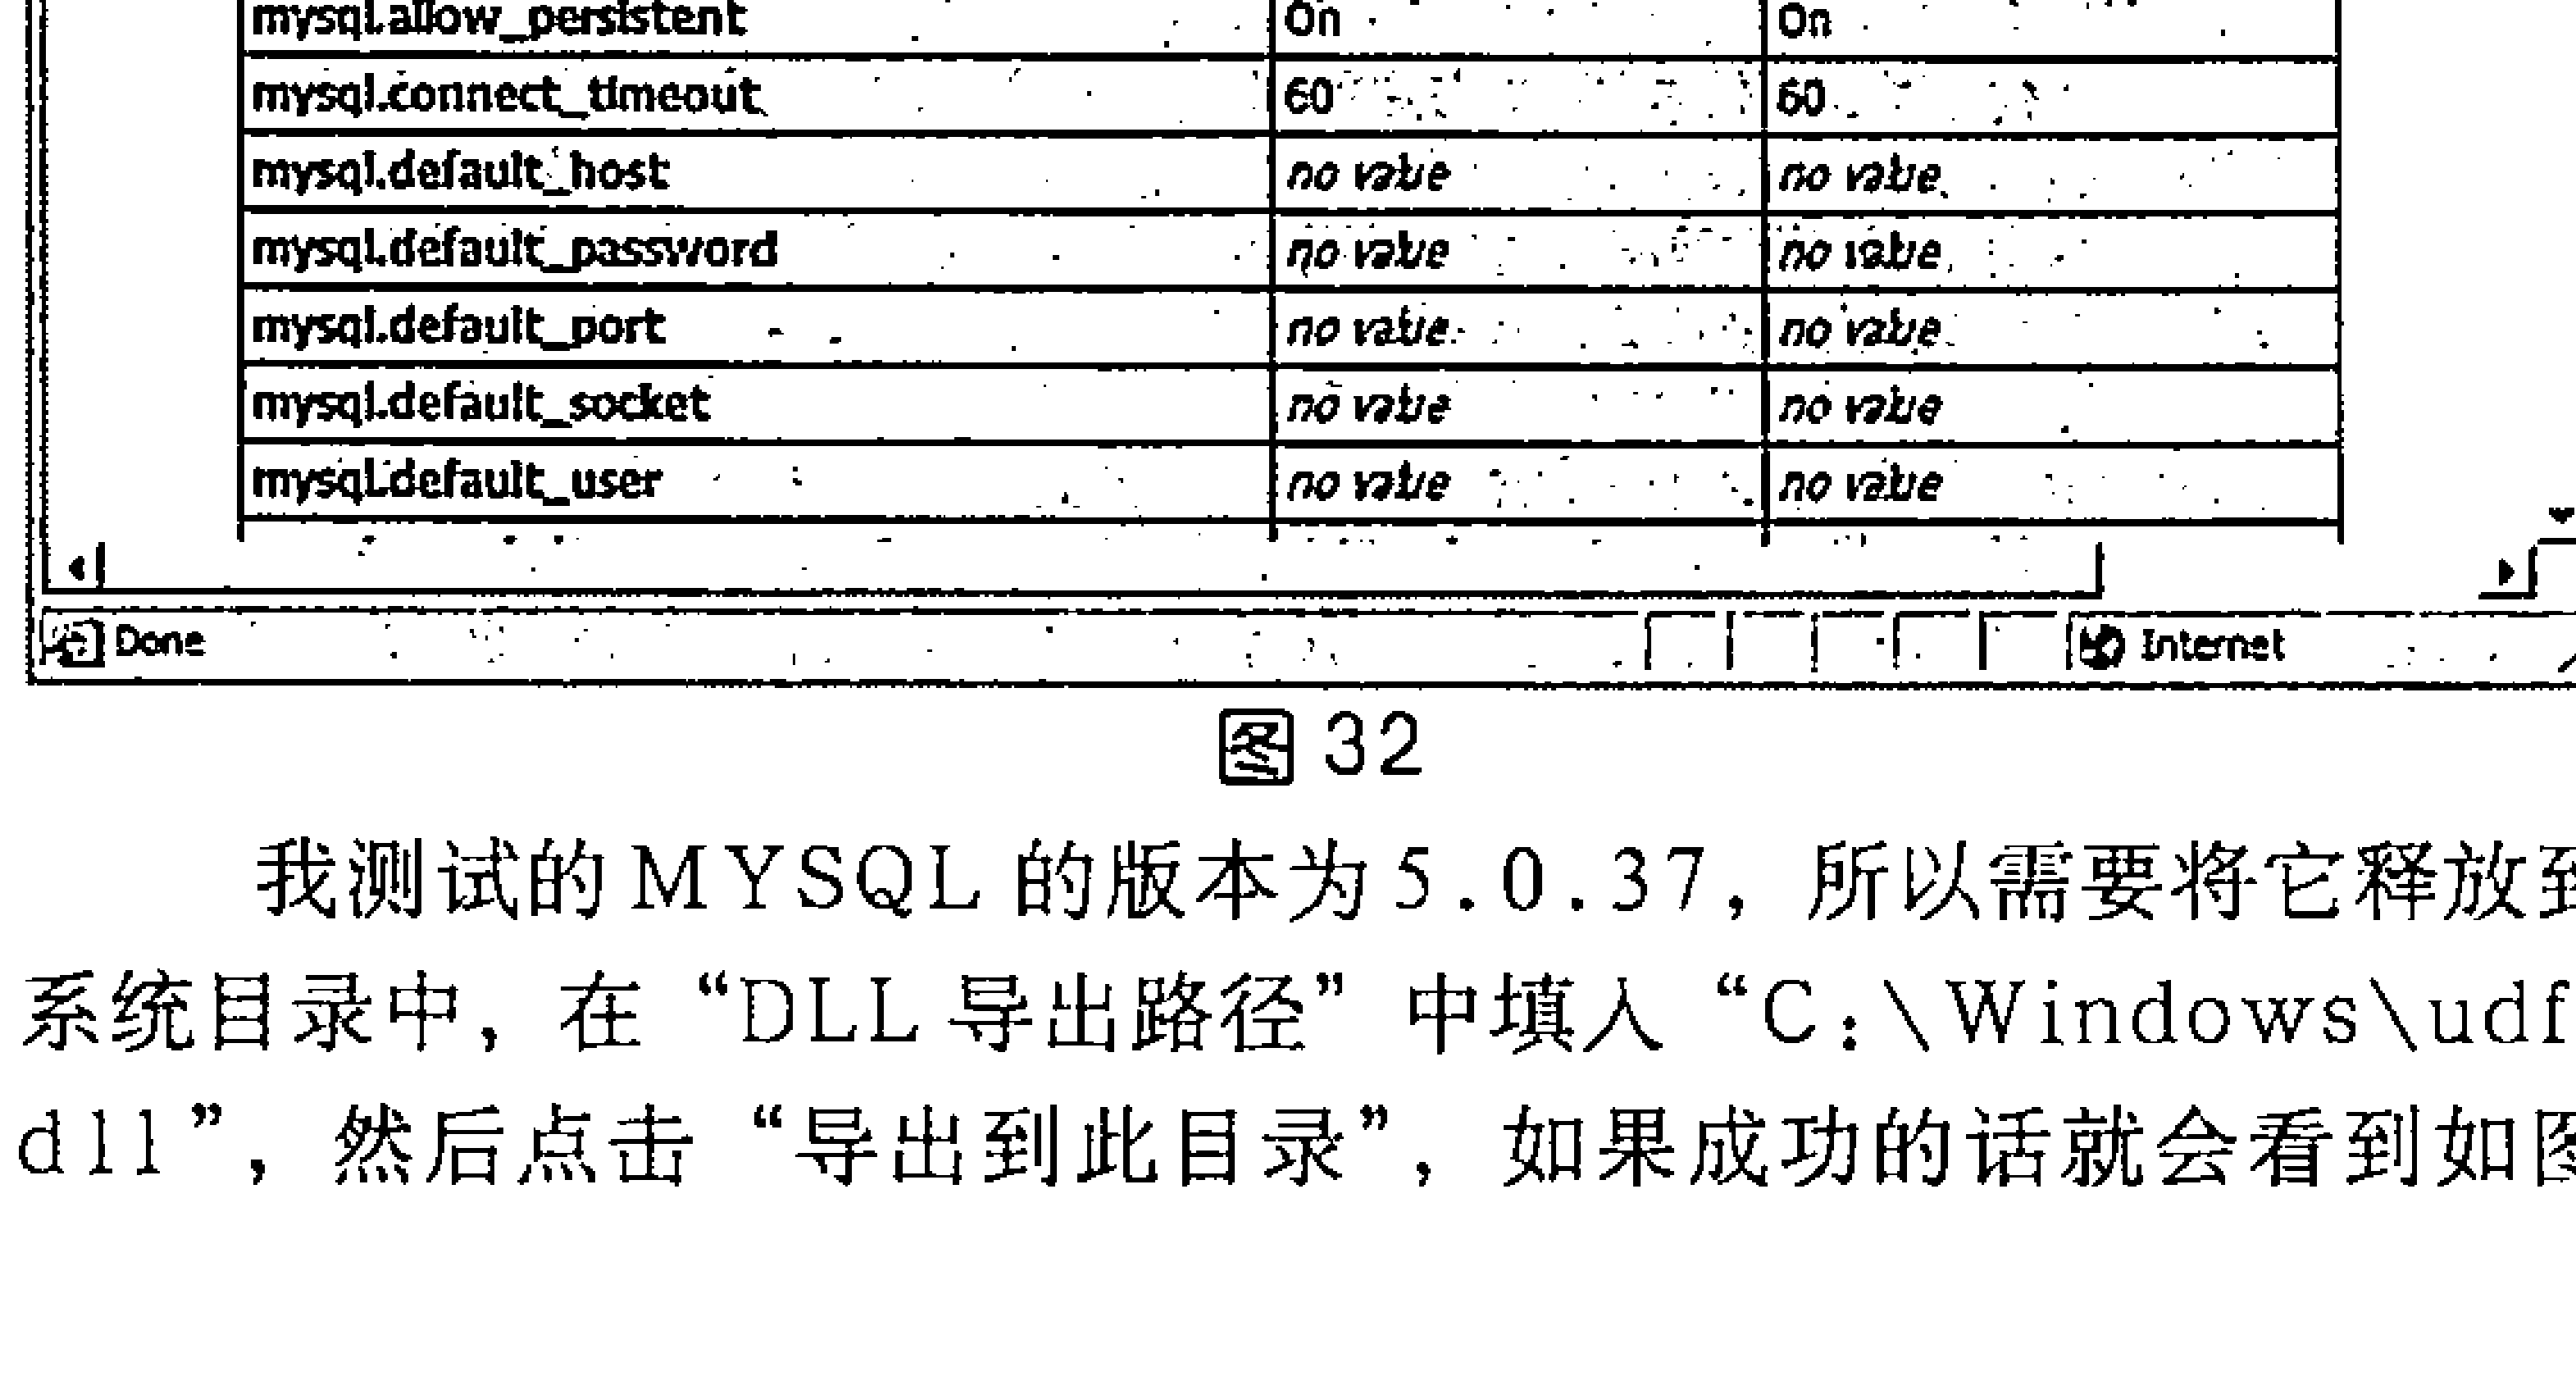 mysql.allow_persistent On On
mysql.connect_timeout 60 60
mysql.default_host no value no value
mysql.default_password no value no value
mysql.default_port no value no value
mysql.default_socket no value no value
mysql.default_user no value no value
Done Internet
图 32
我测试的MYSQL的版本为5.0.37，所以需要将它释放到
系统目录中，在“DLL导出路径”中填入“C:\Windows\udf
dll”，然后点击“导出到此目录”，如果成功的话就会看到如图